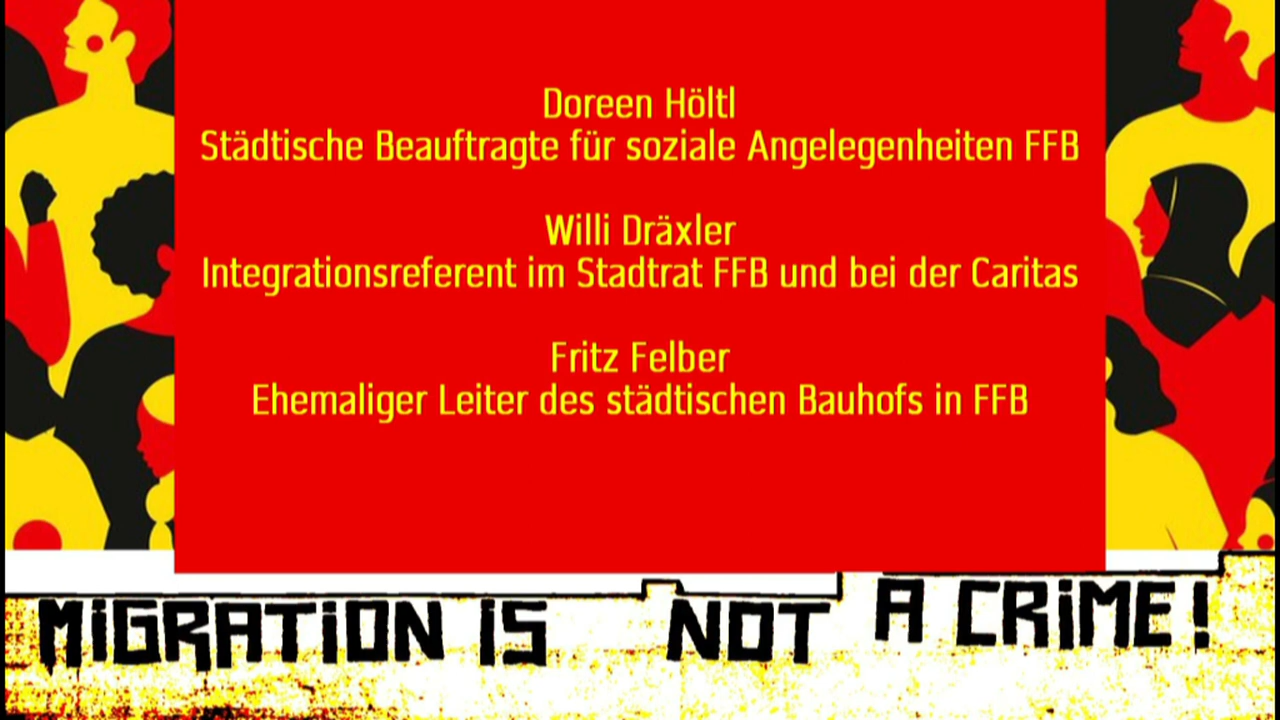 Doreen Höltl
Städtische Beauftragte für soziale Angelegenheiten FFB
Willi Dräxler
Integrationsreferent im Stadtrat FFB und bei der Caritas
Fritz Felber
Ehemaliger Leiter des städtischen Bauhofs in FFB
MIGRATION IS NOT A CRIME!